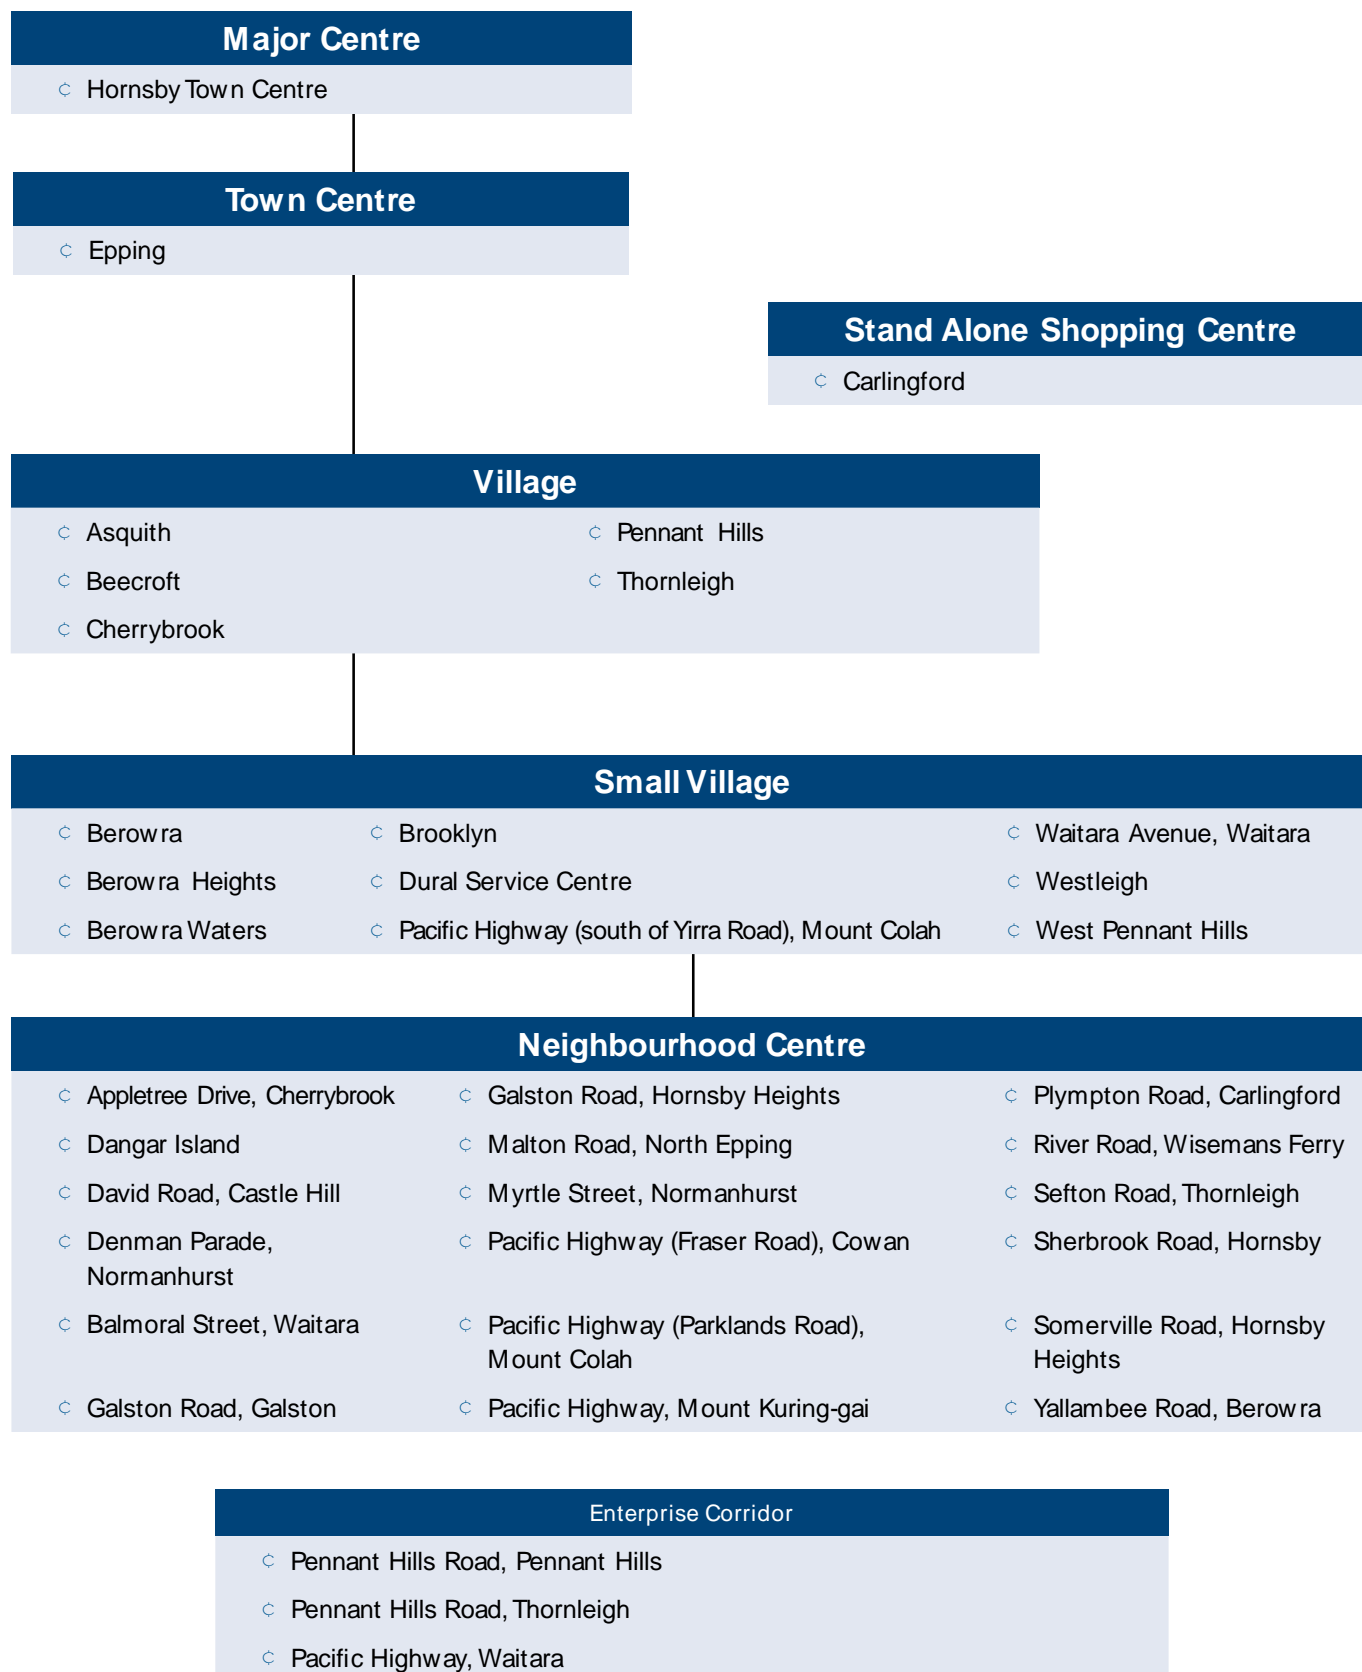 Major Centre
¢ Hornsby Town Centre
Town Centre
¢ Epping
Stand Alone Shopping Centre
¢ Carlingford
Village
¢ Asquith
¢ Pennant Hills
¢ Beecroft
¢ Thornleigh
¢ Cherrybrook
Small Village
¢ Berowra
¢ Brooklyn
¢ Waitara Avenue, Waitara
¢ Berowra Heights
¢ Dural Service Centre
¢ Westleigh
¢ Berowra Waters
¢ Pacific Highway (south of Yirra Road), Mount Colah
¢ West Pennant Hills
Neighbourhood Centre
¢ Appletree Drive, Cherrybrook
¢ Galston Road, Hornsby Heights
¢ Plympton Road, Carlingford
¢ Dangar Island
¢ Malton Road, North Epping
¢ River Road, Wisemans Ferry
¢ David Road, Castle Hill
¢ Myrtle Street, Normanhurst
¢ Sefton Road, Thornleigh
¢ Denman Parade,
Normanhurst
¢ Pacific Highway (Fraser Road), Cowan
¢ Sherbrook Road, Hornsby
¢ Balmoral Street, Waitara
¢ Pacific Highway (Parklands Road),
Mount Colah
¢ Somerville Road, Hornsby
Heights
¢ Galston Road, Galston
¢ Pacific Highway, Mount Kuring-gai
¢ Yallambee Road, Berowra
Enterprise Corridor
¢ Pennant Hills Road, Pennant Hills
¢ Pennant Hills Road, Thornleigh
¢ Pacific Highway, Waitara